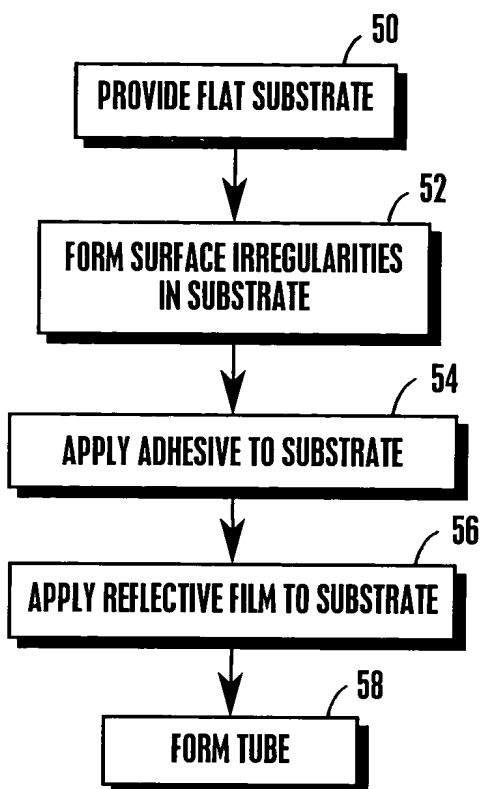 50
PROVIDE FLAT SUBSTRATE
52
FORM SURFACE IRREGULARITIES
IN SUBSTRATE
54
APPLY ADHESIVE TO SUBSTRATE
56
APPLY REFLECTIVE FILM TO SUBSTRATE
58
FORM TUBE